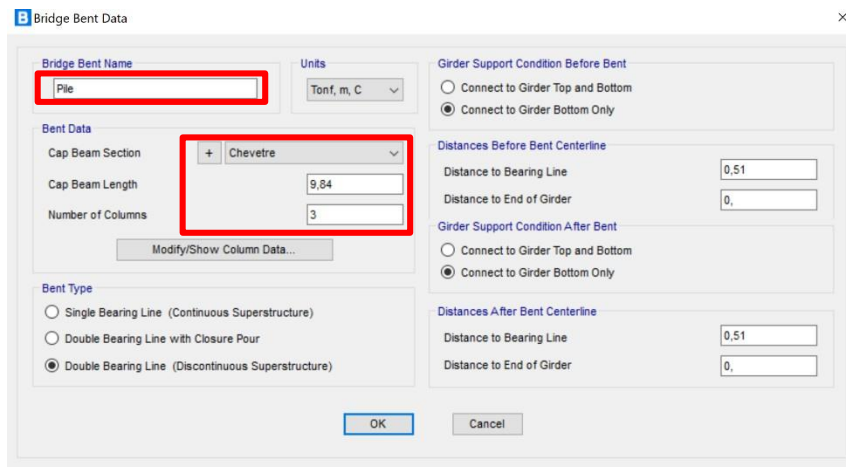 B Bridge Bent Data
Bridge Bent Name
Pile
Units
Tonf, m, C
Bent Data
Cap Beam Section + Chevetre
Cap Beam Length 9,84
Number of Columns 3
Modify/Show Column Data...
Bent Type
Single Bearing Line (Continuous Superstructure)
Double Bearing Line with Closure Pour
Double Bearing Line (Discontinuous Superstructure)
Girder Support Condition Before Bent
Connect to Girder Top and Bottom
Connect to Girder Bottom Only
Distances Before Bent Centerline
Distance to Bearing Line 0,51
Distance to End of Girder 0,
Girder Support Condition After Bent
Connect to Girder Top and Bottom
Connect to Girder Bottom Only
Distances After Bent Centerline
Distance to Bearing Line 0,51
Distance to End of Girder 0,
OK Cancel